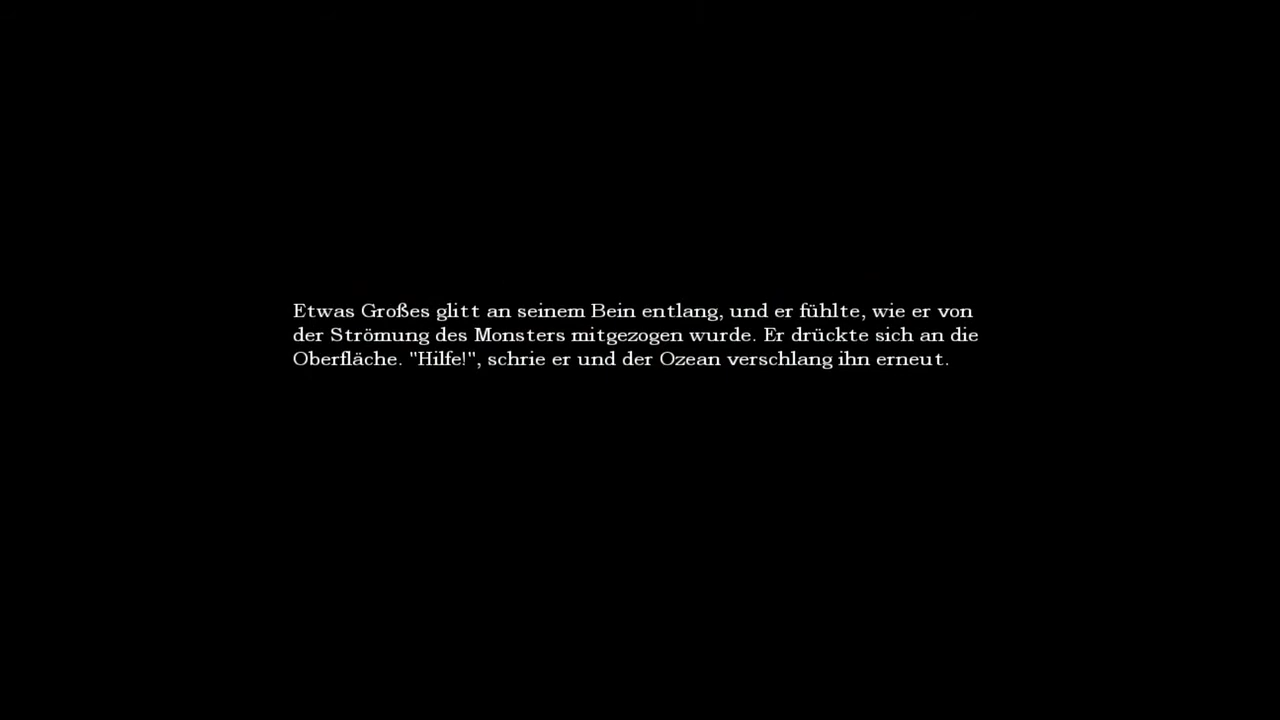 Etwas Großes glitt an seinem Bein entlang, und er fühlte, wie er von
der Strömung des Monsters mitgezogen wurde. Er drückte sich an die
Oberfläche. "Hilfe!", schrie er und der Ozean verschlang ihn erneut.